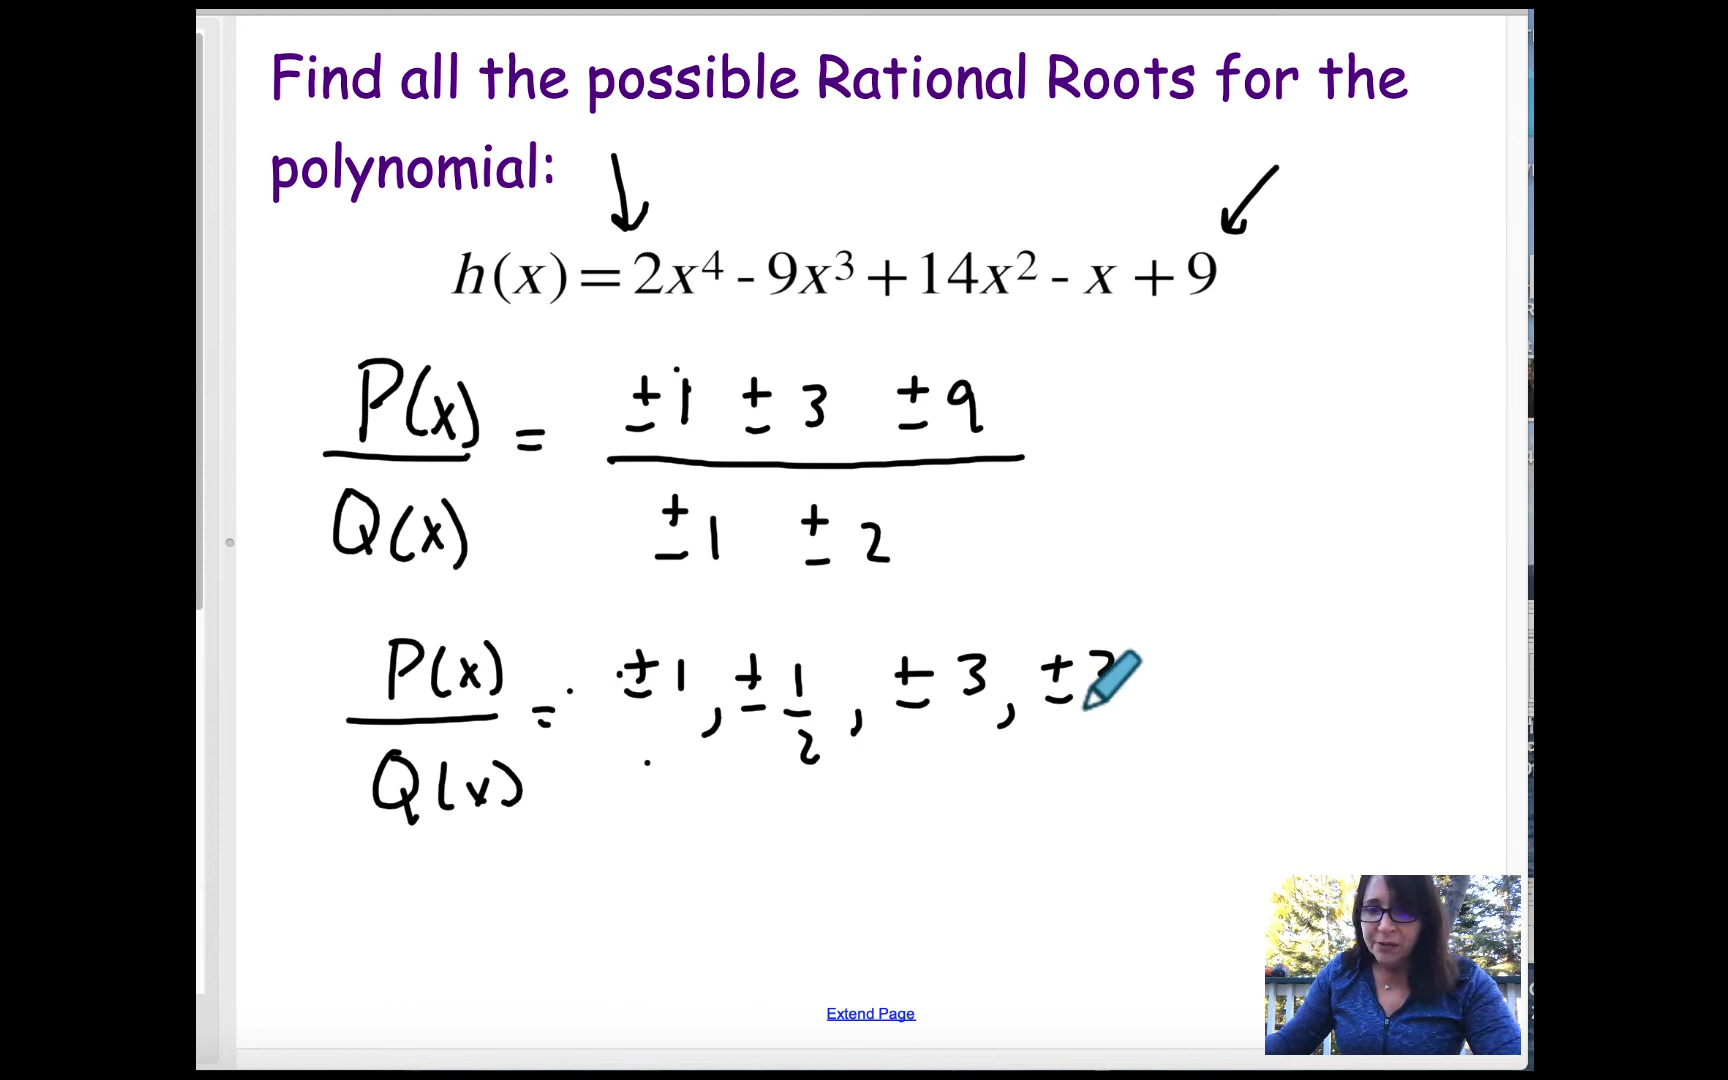 Find all the possible Rational Roots for the
polynomial:
h(x) = 2x⁴ - 9x³ + 14x² - x + 9
P(x) = ±1 ±3 ±9
Q(x) ±1 ±2
P(x) = ±1, ±1/2, ±3, ±
Q(x)
Extend Page